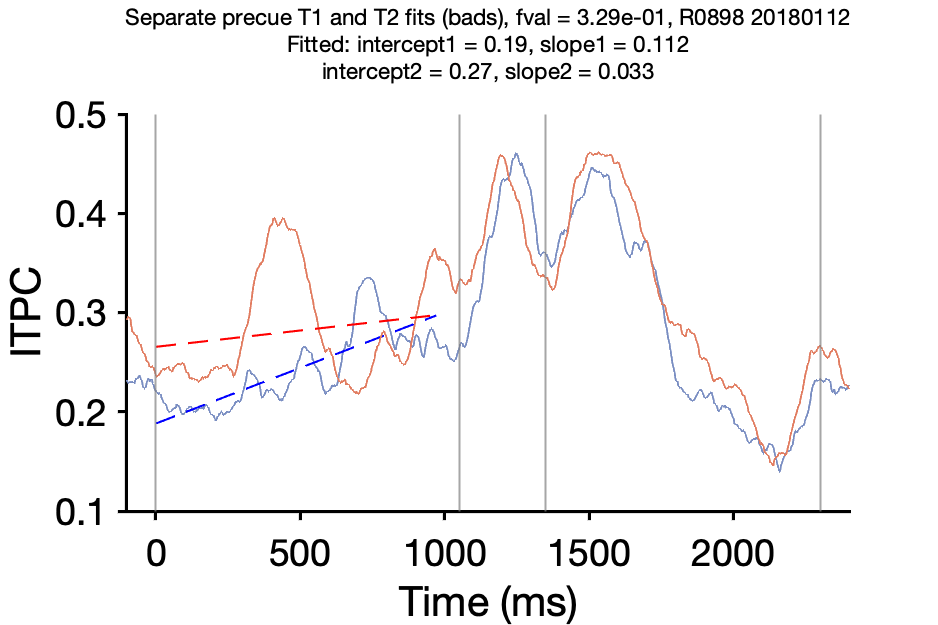 Separate precue T1 and T2 fits (bads), fval = 3.29e-01, R0898 20180112
Fitted: intercept1 = 0.19, slope1 = 0.112
intercept2 = 0.27, slope2 = 0.033
0.5
0.4
0.3
0.2
0.1
ITPC
0 500 1000 1500 2000
Time (ms)